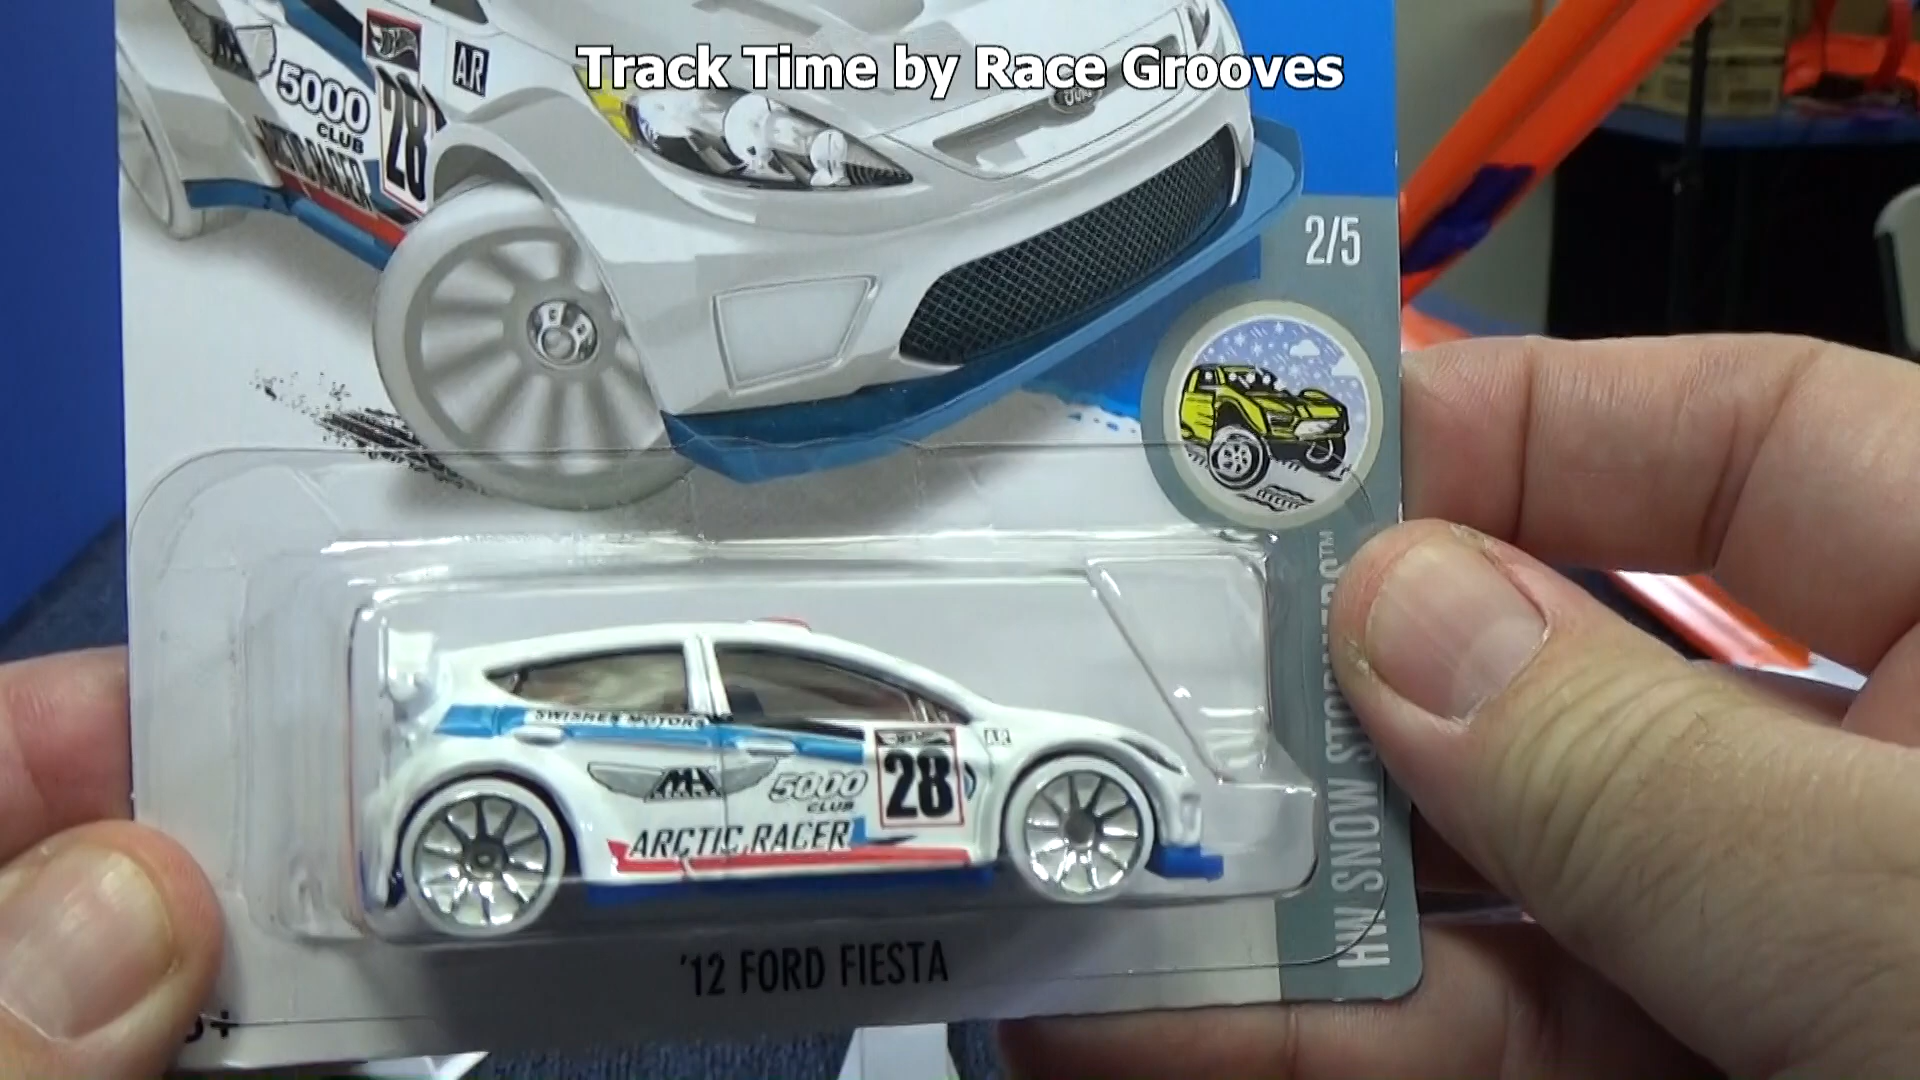 Track Time by Race Grooves
5000
CLUB
28
AR
2/5
SWISHER MOTORS
5000
CLUB
28
AR
ARCTIC RACER
'12 FORD FIESTA
HW SNOW